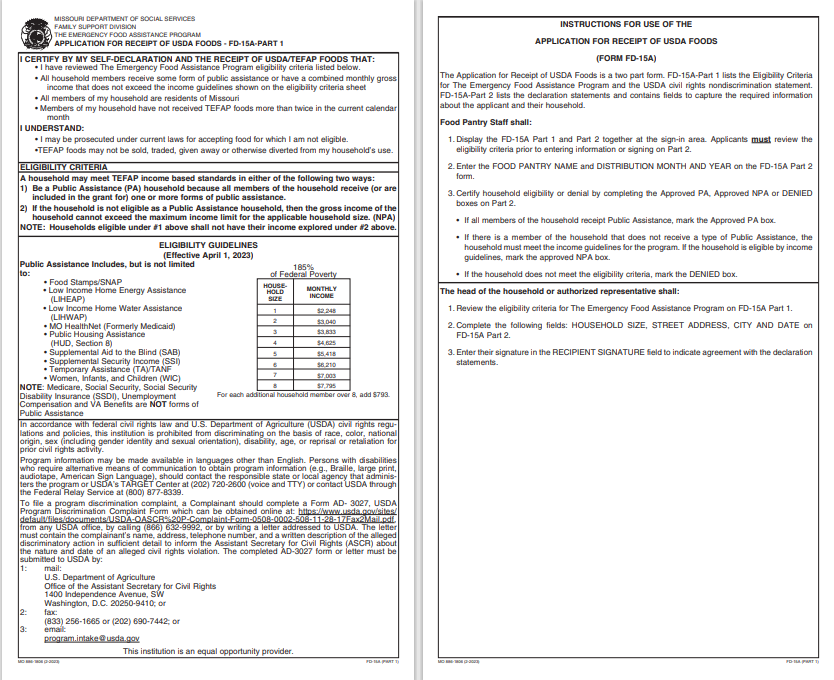 MISSOURI DEPARTMENT OF SOCIAL SERVICES
FAMILY SUPPORT DIVISION
THE EMERGENCY FOOD ASSISTANCE PROGRAM
APPLICATION FOR RECEIPT OF USDA FOODS - FD-15A-PART 1
I CERTIFY BY MY SELF-DECLARATION AND THE RECEIPT OF USDA/TEFAP FOODS THAT:
• I have reviewed The Emergency Food Assistance Program eligibility criteria listed below.
• All household members receive some form of public assistance or have a combined monthly gross
income that does not exceed the income guidelines shown on the eligibility criteria sheet
• All members of my household are residents of Missouri
• Members of my household have not received TEFAP foods more than twice in the current calendar
month
I UNDERSTAND:
• I may be prosecuted under current laws for accepting food for which I am not eligible.
•TEFAP foods may not be sold, traded, given away or otherwise diverted from my household's use.
ELIGIBILITY CRITERIA
A household may meet TEFAP income based standards in either of the following two ways:
1) Be a Public Assistance (PA) household because all members of the household receive (or are
included in the grant for) one or more forms of public assistance.
2) If the household is not eligible as a Public Assistance household, then the gross income of the
household cannot exceed the maximum income limit for the applicable household size. (NPA)
NOTE: Households eligible under #1 above shall not have their income explored under #2 above.
ELIGIBILITY GUIDELINES
(Effective April 1, 2023)
Public Assistance Includes, but is not limited
to:
• Food Stamps/SNAP
• Low Income Home Energy Assistance
(LIHEAP)
• Low Income Home Water Assistance
(LIHWAP)
• MO HealthNet (Formerly Medicaid)
• Public Housing Assistance
(HUD, Section 8)
• Supplemental Aid to the Blind (SAB)
• Supplemental Security Income (SSI)
• Temporary Assistance (TA)/TANF
• Women, Infants, and Children (WIC)
NOTE: Medicare, Social Security, Social Security
Disability Insurance (SSDI), Unemployment
Compensation and VA Benefits are NOT forms of
Public Assistance
185%
of Federal Poverty
HOUSE-HOLD SIZE MONTHLY INCOME
1 $2,248
2 $3,040
3 $3,833
4 $4,625
5 $5,418
6 $6,210
7 $7,003
8 $7,795
For each additional household member over 8, add $793.
In accordance with federal civil rights law and U.S. Department of Agriculture (USDA) civil rights regu-
lations and policies, this institution is prohibited from discriminating on the basis of race, color, national
origin, sex (including gender identity and sexual orientation), disability, age, or reprisal or retaliation for
prior civil rights activity.
Program information may be made available in languages other than English. Persons with disabilities
who require alternative means of communication to obtain program information (e.g., Braille, large print,
audiotape, American Sign Language), should contact the responsible state or local agency that adminis-
ters the program or USDA's TARGET Center at (202) 720-2600 (voice and TTY) or contact USDA through
the Federal Relay Service at (800) 877-8339.
To file a program discrimination complaint, a Complainant should complete a Form AD- 3027, USDA
Program Discrimination Complaint Form which can be obtained online at: https://www.usda.gov/sites/
default/files/documents/USDA-OASCR%20P-Complaint-Form-0508-0002-508-11-28-17Fax2Mail.pdf,
from any USDA office, by calling (866) 632-9992, or by writing a letter addressed to USDA. The letter
must contain the complainant's name, address, telephone number, and a written description of the alleged
discriminatory action in sufficient detail to inform the Assistant Secretary for Civil Rights (ASCR) about
the nature and date of an alleged civil rights violation. The completed AD-3027 form or letter must be
submitted to USDA by:
1: mail:
U.S. Department of Agriculture
Office of the Assistant Secretary for Civil Rights
1400 Independence Avenue, SW
Washington, D.C. 20250-9410; or
2: fax:
(833) 256-1665 or (202) 690-7442; or
3: email:
program.intake@usda.gov
This institution is an equal opportunity provider.
MO 886-1806 (2-2023) FD-15A (PART 1)
INSTRUCTIONS FOR USE OF THE
APPLICATION FOR RECEIPT OF USDA FOODS
(FORM FD-15A)
The Application for Receipt of USDA Foods is a two part form. FD-15A-Part 1 lists the Eligibility Criteria
for The Emergency Food Assistance Program and the USDA civil rights nondiscrimination statement.
FD-15A-Part 2 lists the declaration statements and contains fields to capture the required information
about the applicant and their household.
Food Pantry Staff shall:
1. Display the FD-15A Part 1 and Part 2 together at the sign-in area. Applicants must review the
eligibility criteria prior to entering information or signing on Part 2.
2. Enter the FOOD PANTRY NAME and DISTRIBUTION MONTH AND YEAR on the FD-15A Part 2
form.
3. Certify household eligibility or denial by completing the Approved PA, Approved NPA or DENIED
boxes on Part 2.
• If all members of the household receipt Public Assistance, mark the Approved PA box.
• If there is a member of the household that does not receive a type of Public Assistance, the
household must meet the income guidelines for the program. If the household is eligible by income
guidelines, mark the approved NPA box.
• If the household does not meet the eligibility criteria, mark the DENIED box.
The head of the household or authorized representative shall:
1. Review the eligibility criteria for The Emergency Food Assistance Program on FD-15A Part 1.
2. Complete the following fields: HOUSEHOLD SIZE, STREET ADDRESS, CITY AND DATE on
FD-15A Part 2.
3. Enter their signature in the RECIPIENT SIGNATURE field to indicate agreement with the declaration
statements.
MO 886-1806 (2-2023) FD-15A (PART 1)